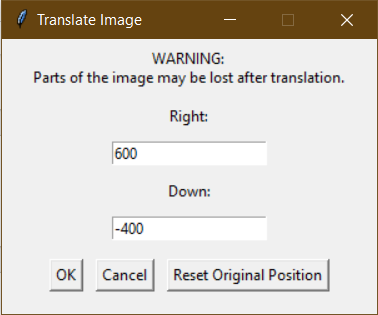 Translate Image
WARNING:
Parts of the image may be lost after translation.
Right:
600
Down:
-400
OK Cancel Reset Original Position